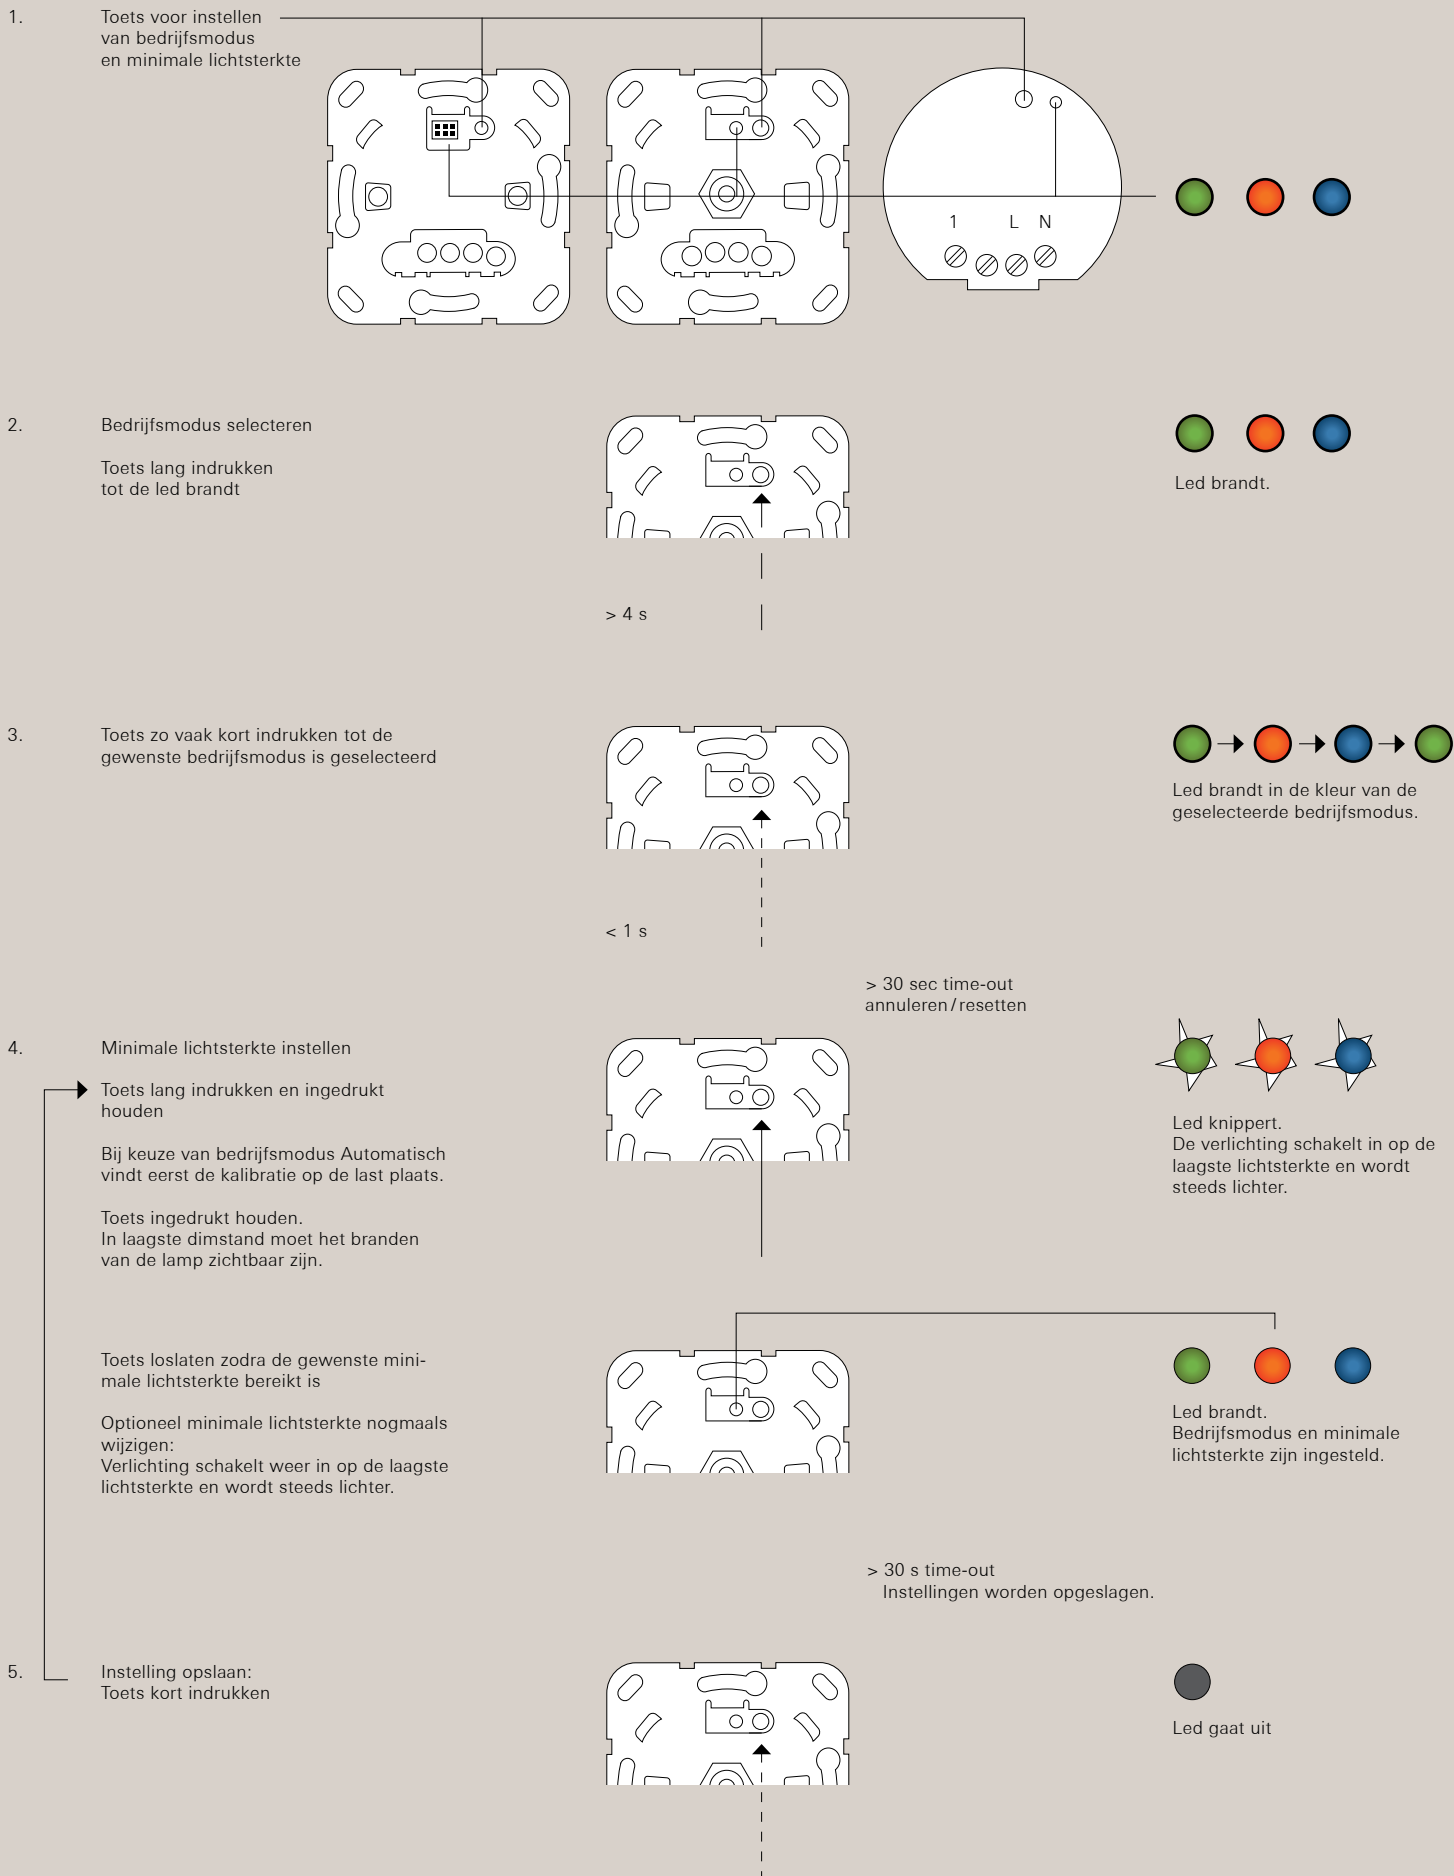 1.
Toets voor instellen
van bedrijfsmodus
en minimale lichtsterkte
1 L N
2.
Bedrijfsmodus selecteren
Toets lang indrukken
tot de led brandt
Led brandt.
> 4 s
3.
Toets zo vaak kort indrukken tot de
gewenste bedrijfsmodus is geselecteerd
Led brandt in de kleur van de
geselecteerde bedrijfsmodus.
< 1 s
> 30 sec time-out
annuleren/resetten
4.
Minimale lichtsterkte instellen
Toets lang indrukken en ingedrukt
houden
Bij keuze van bedrijfsmodus Automatisch
vindt eerst de kalibratie op de last plaats.
Toets ingedrukt houden.
In laagste dimstand moet het branden
van de lamp zichtbaar zijn.
Led knippert.
De verlichting schakelt in op de
laagste lichtsterkte en wordt
steeds lichter.
Toets loslaten zodra de gewenste mini-
male lichtsterkte bereikt is
Optioneel minimale lichtsterkte nogmaals
wijzigen:
Verlichting schakelt weer in op de laagste
lichtsterkte en wordt steeds lichter.
Led brandt.
Bedrijfsmodus en minimale
lichtsterkte zijn ingesteld.
> 30 s time-out
Instellingen worden opgeslagen.
5.
Instelling opslaan:
Toets kort indrukken
Led gaat uit